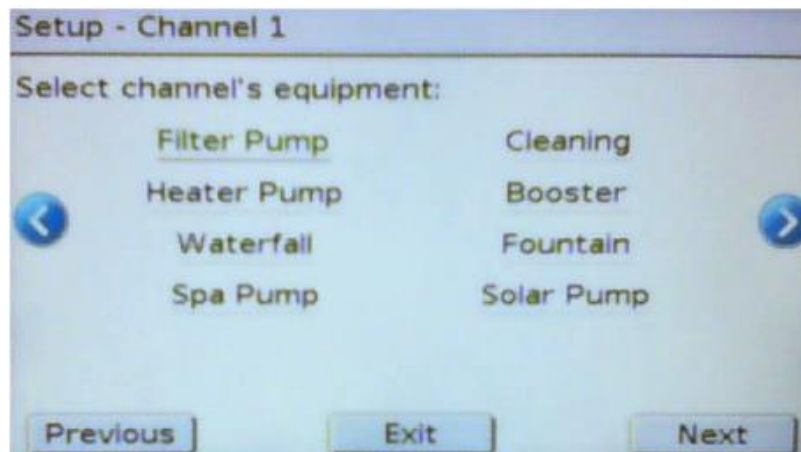 Setup - Channel 1
Select channel's equipment:
Filter Pump Cleaning
Heater Pump Booster
Waterfall Fountain
Spa Pump Solar Pump
Previous Exit Next